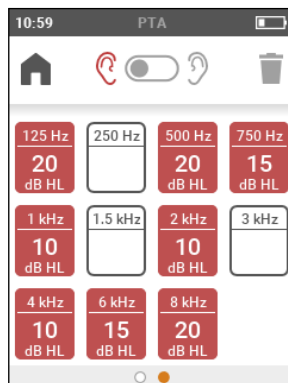 10:59 PTA
125 Hz 250 Hz 500 Hz 750 Hz
20 20 15
dB HL dB HL dB HL
1 kHz 1.5 kHz 2 kHz 3 kHz
10 10
dB HL dB HL
4 kHz 6 kHz 8 kHz
10 15 20
dB HL dB HL dB HL